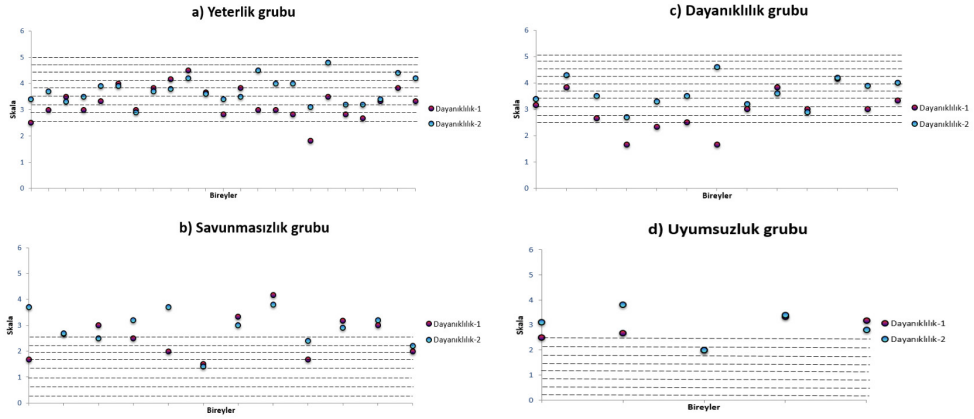 a) Yeterlik grubu
6
5
4
3
2
1
0
Skala
Bireyler
Dayanıklılık-1
Dayanıklılık-2
c) Dayanıklılık grubu
6
5
4
3
2
1
0
Skala
Bireyler
Dayanıklılık-1
Dayanıklılık-2
b) Savunmasızlık grubu
6
5
4
3
2
1
0
Skala
Bireyler
Dayanıklılık-1
Dayanıklılık-2
d) Uyumsuzluk grubu
6
5
4
3
2
1
0
Skala
Bireyler
Dayanıklılık-1
Dayanıklılık-2